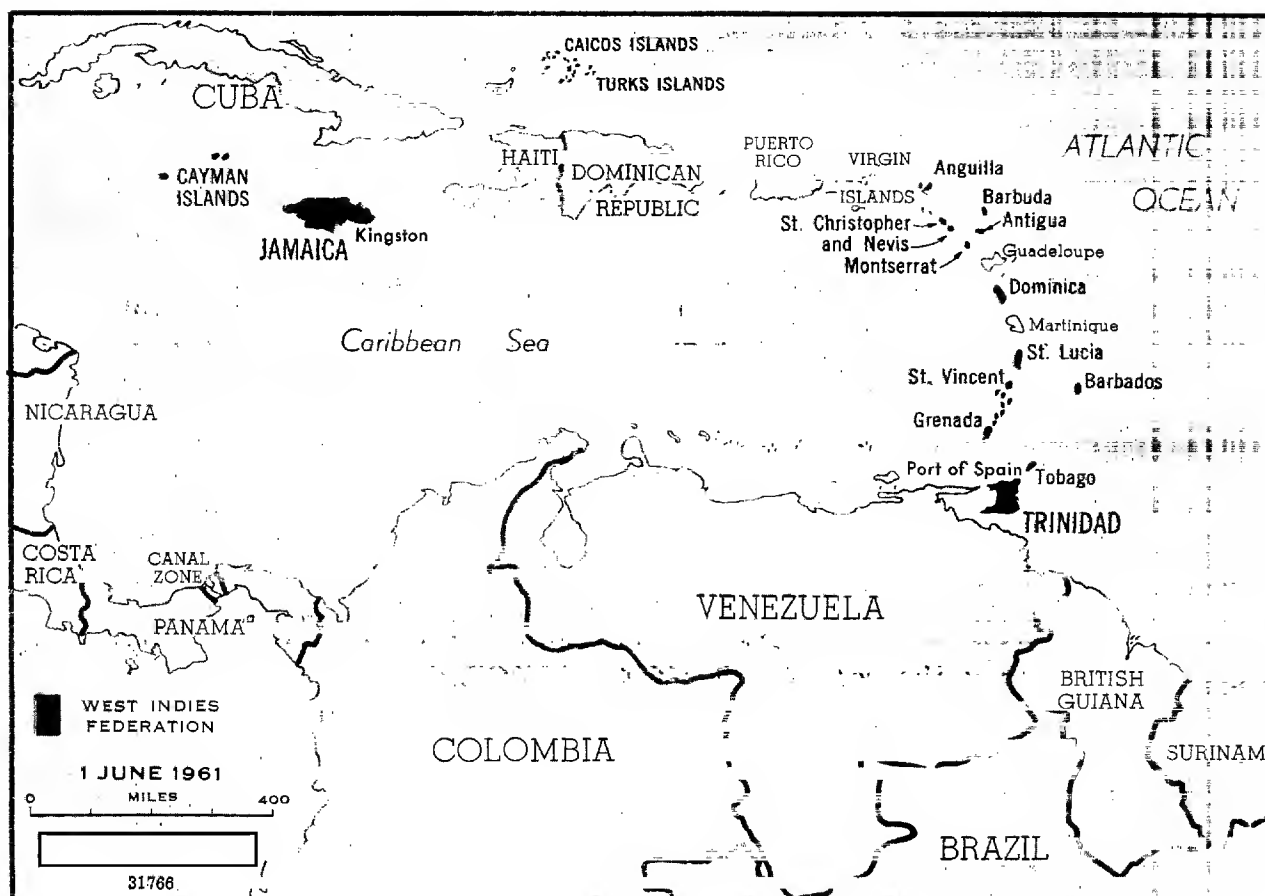 CAICOS ISLANDS
TURKS ISLANDS
CUBA
ATLANTIC
OCEAN
HAITI
DOMINICAN
REPUBLIC
PUERTO
RICO
VIRGIN
ISLANDS
Anguilla
CAYMAN
ISLANDS
Barbuda
Antigua
St. Christopher
and Nevis
Montserrat
Kingston
JAMAICA
Guadeloupe
Dominica
Martinique
Caribbean Sea
St. Lucia
St. Vincent
Barbados
NICARAGUA
Grenada
Port of Spain
Tobago
TRINIDAD
COSTA
RICA
CANAL
ZONE
PANAMA
VENEZUELA
BRITISH
GUIANA
WEST INDIES
FEDERATION
COLOMBIA
SURINAM
1 JUNE 1961
MILES
0 400
BRAZIL
31766